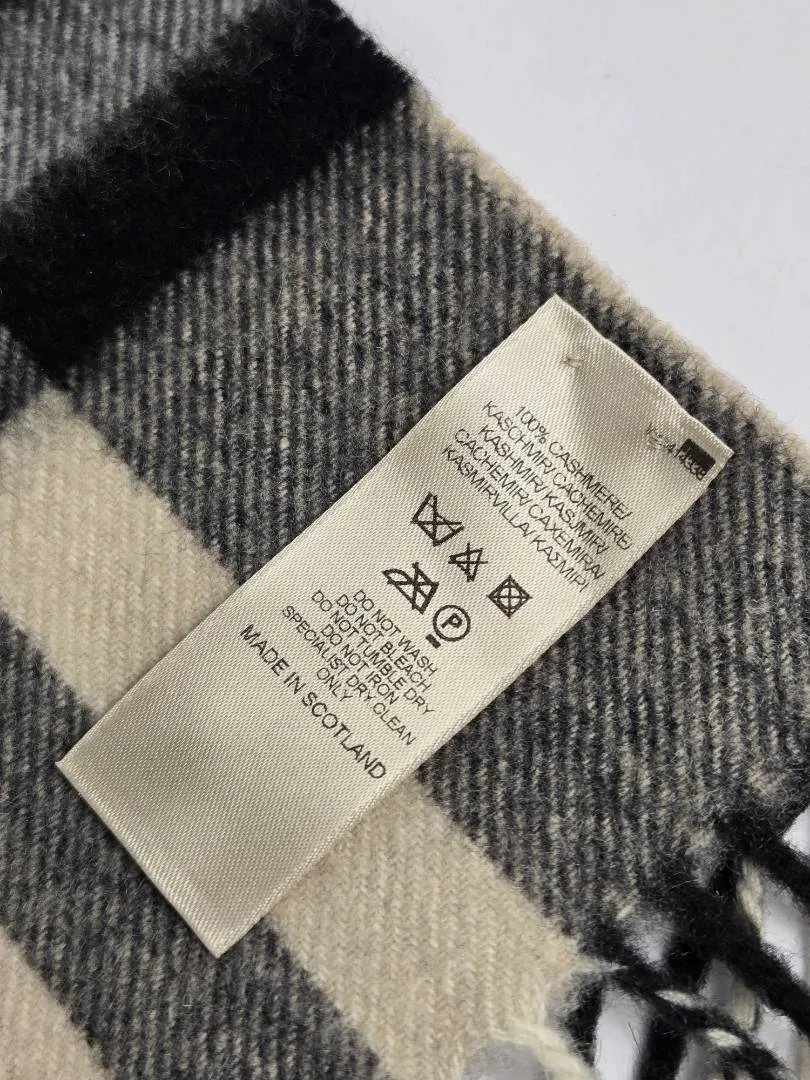 100% CASHMERE/
KASCHMIR/ CACHEMIRE/
KASHMIR/ KASJMIR/
CACHEMIR/ CAXEMIRA/
KASMIRVILLA/ ΚΑΣΜΙΡΙ
P
DO NOT WASH
DO NOT BLEACH
DO NOT TUMBLE DRY
DO NOT IRON
SPECIALIST DRY CLEAN
ONLY
MADE IN SCOTLAND